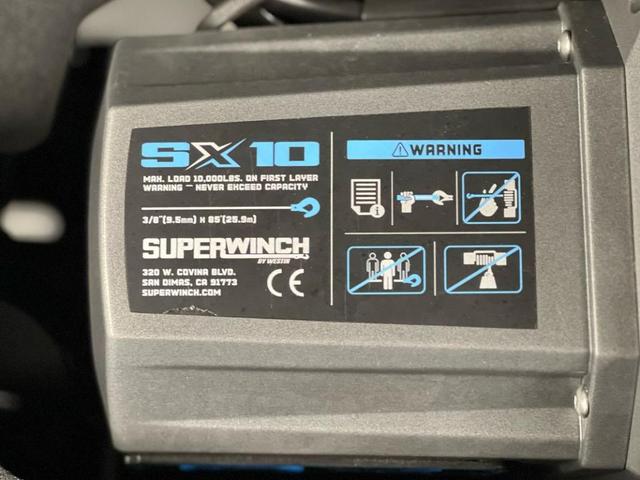 SX10
MAX. LOAD 10,000LBS. ON FIRST LAYER
WARNING – NEVER EXCEED CAPACITY
3/8"(9.5mm) X 85'(25.9m)
SUPERWINCH
BY WESTIN
320 W. COVINA BLVD.
SAN DIMAS, CA 91773
SUPERWINCH.COM
CE
⚠WARNING
i